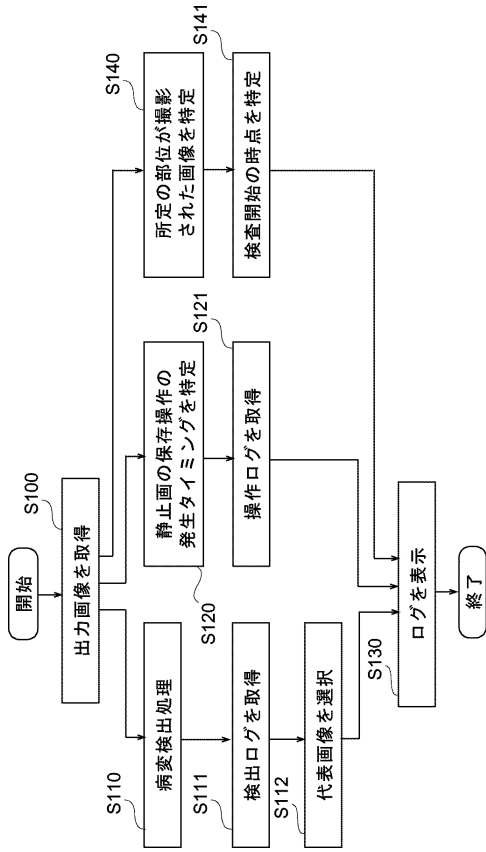 開始
S100
出力画像を取得
S110
病変検出処理
S111
検出ログを取得
S112
代表画像を選択
静止画の保存操作の
発生タイミングを特定
S120
S121
操作ログを取得
S140
所定の部位が撮影
された画像を特定
S141
検査開始の時点を特定
S130
ログを表示
終了